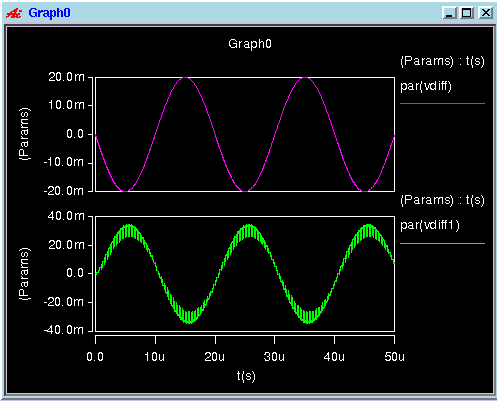 Graph0
Graph0
(Params) : t(s)
par(vdiff)
20.0m
10.0m
0.0
-10.0m
-20.0m
(Params)
(Params) : t(s)
par(vdiff1)
40.0m
20.0m
0.0
-20.0m
-40.0m
(Params)
0.0 10u 20u 30u 40u 50u
t(s)